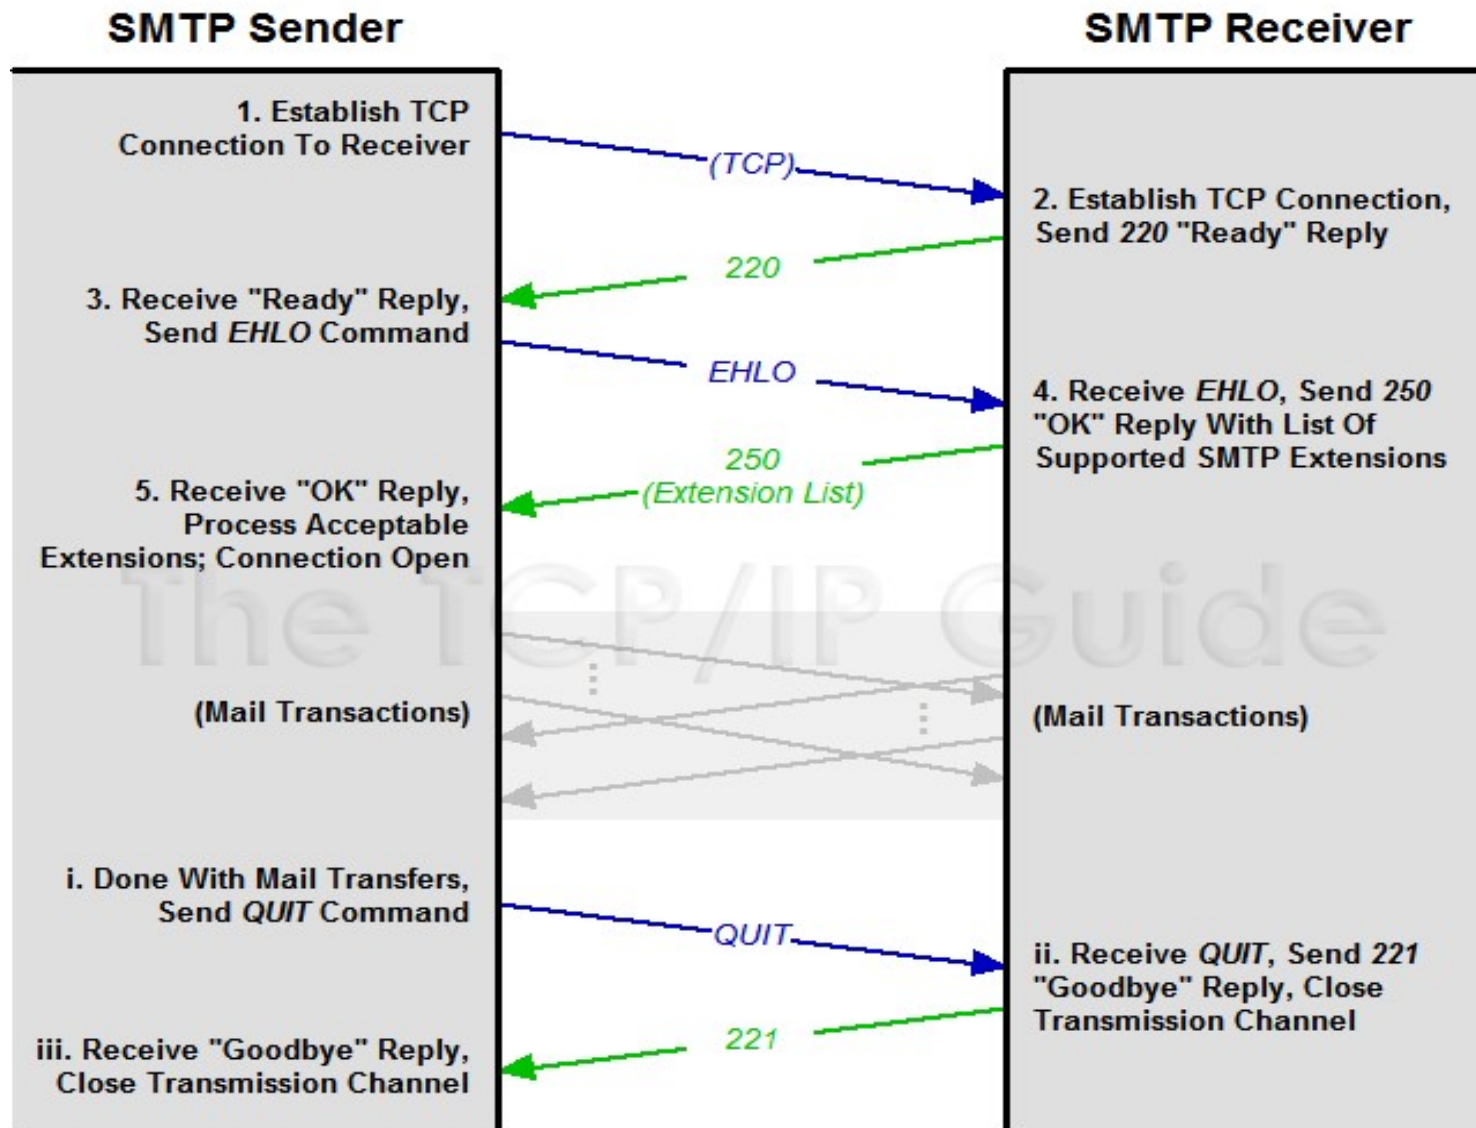 SMTP Sender
SMTP Receiver
1. Establish TCP
Connection To Receiver
(TCP)
2. Establish TCP Connection,
Send 220 "Ready" Reply
220
3. Receive "Ready" Reply,
Send EHLO Command
EHLO
4. Receive EHLO, Send 250
"OK" Reply With List Of
Supported SMTP Extensions
250
(Extension List)
5. Receive "OK" Reply,
Process Acceptable
Extensions; Connection Open
The TCP/IP Guide
(Mail Transactions)
(Mail Transactions)
i. Done With Mail Transfers,
Send QUIT Command
QUIT
ii. Receive QUIT, Send 221
"Goodbye" Reply, Close
Transmission Channel
221
iii. Receive "Goodbye" Reply,
Close Transmission Channel